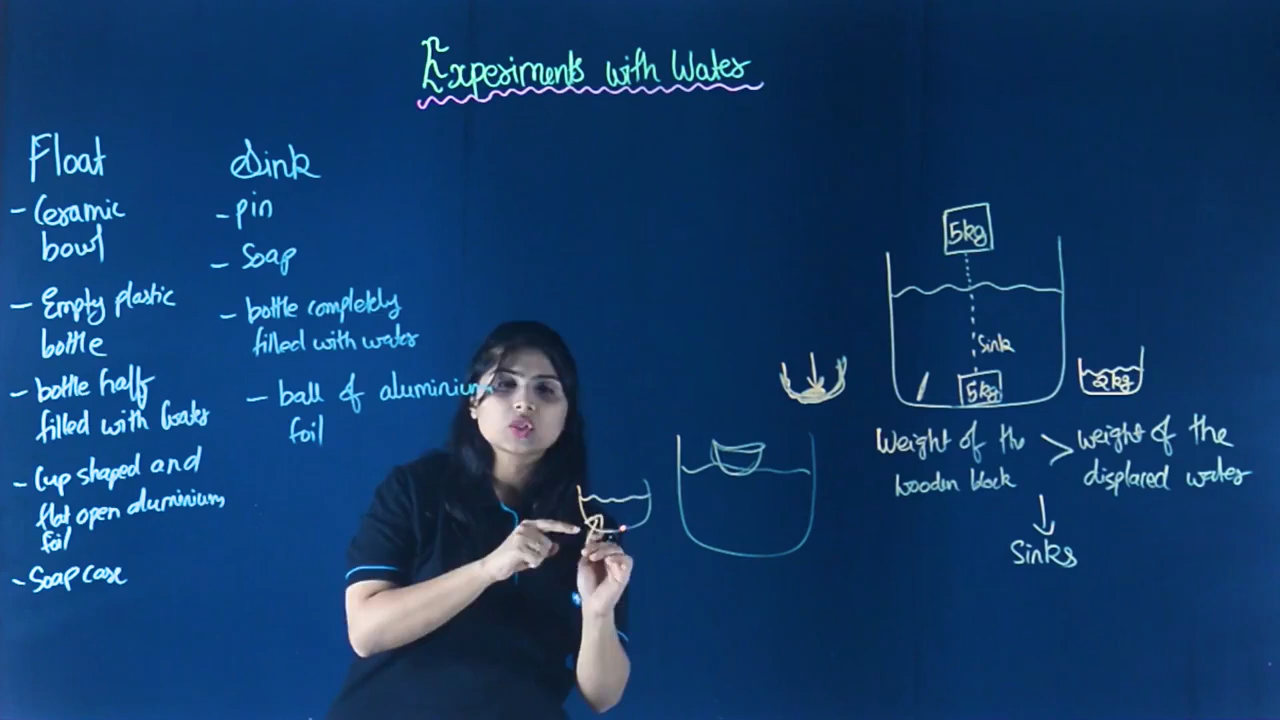 Experiments with Water
Float
- Ceramic
bowl
- Empty plastic
bottle
- bottle half
filled with water
- Cup shaped and
flat open aluminium
foil
- Soap case
Sink
- pin
- Soap
- bottle completely
filled with water
- ball of aluminium
foil
5kg
Sink
5kg
2kg
Weight of the
wooden block
>
weight of the
displaced water
↓
Sinks